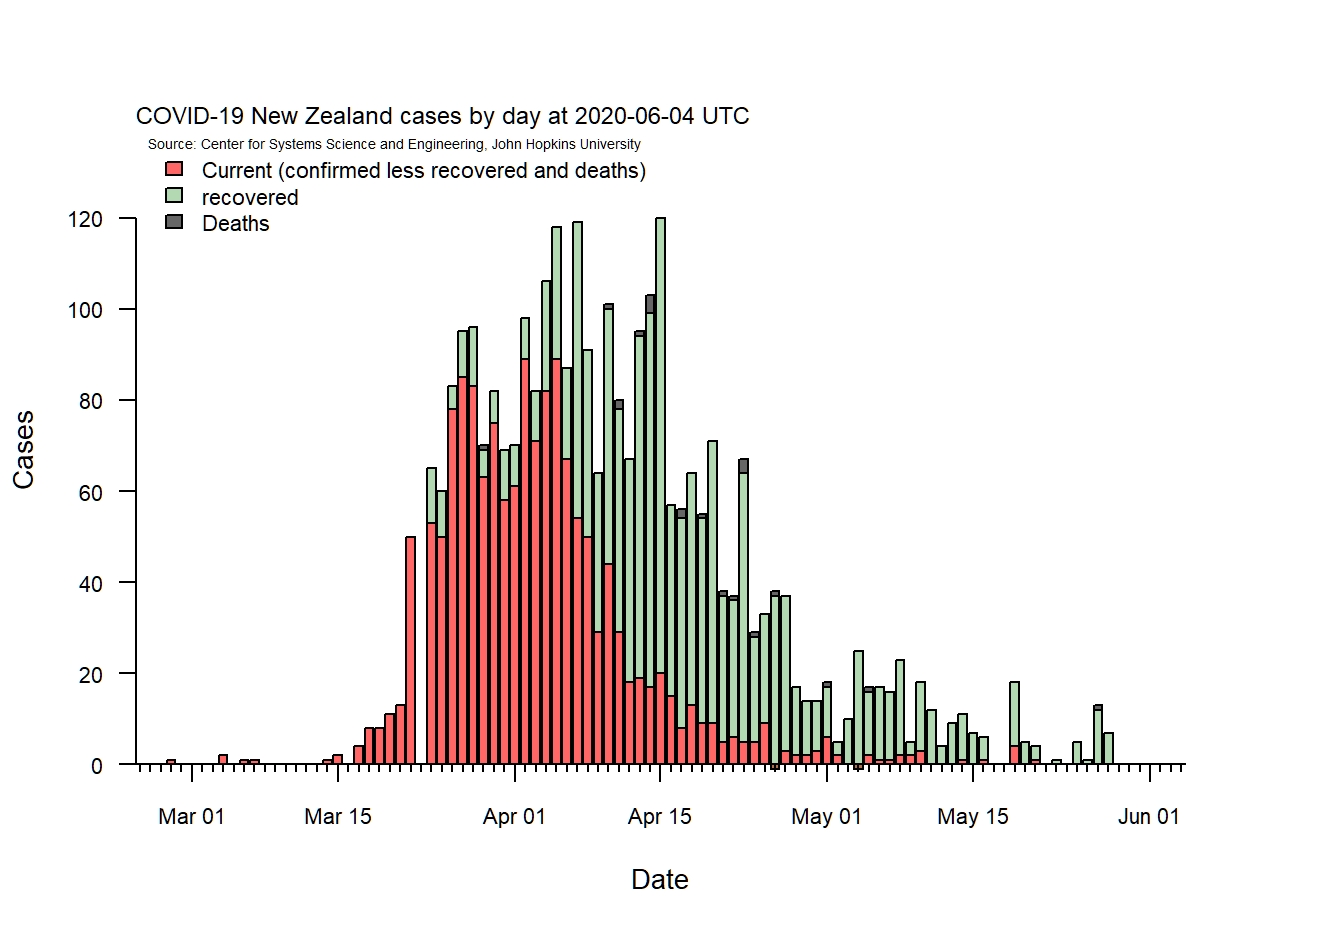 COVID-19 New Zealand cases by day at 2020-06-04 UTC
Source: Center for Systems Science and Engineering, John Hopkins University
Current (confirmed less recovered and deaths)
recovered
Deaths
120
100
80
60
40
20
0
Cases
Mar 01 Mar 15 Apr 01 Apr 15 May 01 May 15 Jun 01
Date